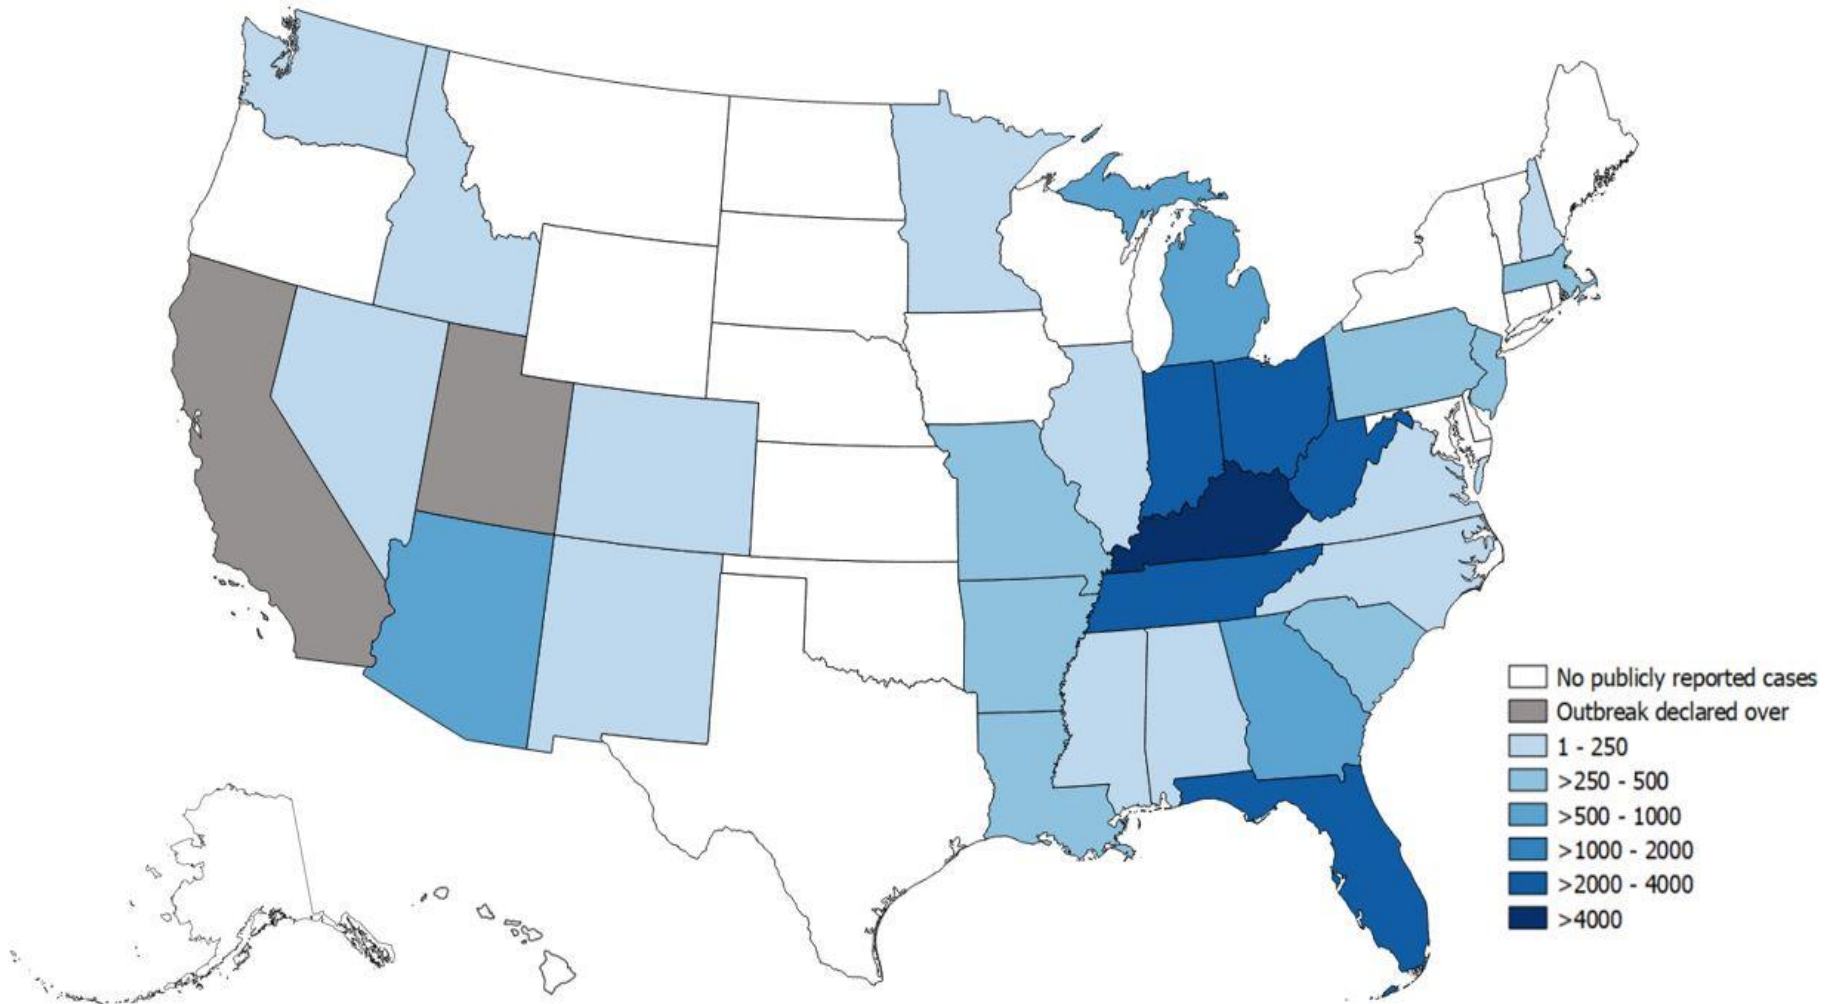 No publicly reported cases
Outbreak declared over
1 - 250
>250 - 500
>500 - 1000
>1000 - 2000
>2000 - 4000
>4000